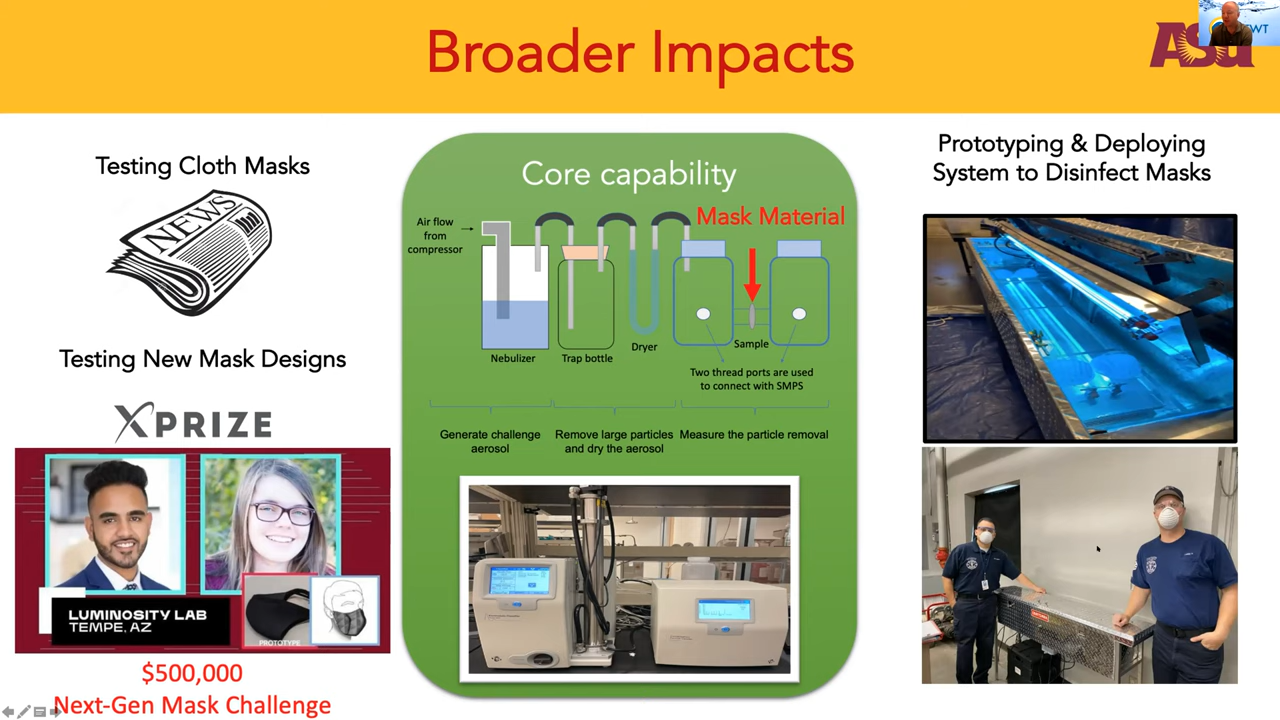 Broader Impacts
ASU
EWT
Testing Cloth Masks
NEWS
Testing New Mask Designs
XPRIZE
LUMINOSITY LAB
TEMPE, AZ
PROTOTYPE
$500,000
Next-Gen Mask Challenge
Core capability
Mask Material
Air flow
from
compressor
Nebulizer
Trap bottle
Dryer
Sample
Two thread ports are used
to connect with SMPS
Generate challenge
aerosol
Remove large particles
and dry the aerosol
Measure the particle removal
Prototyping & Deploying
System to Disinfect Masks